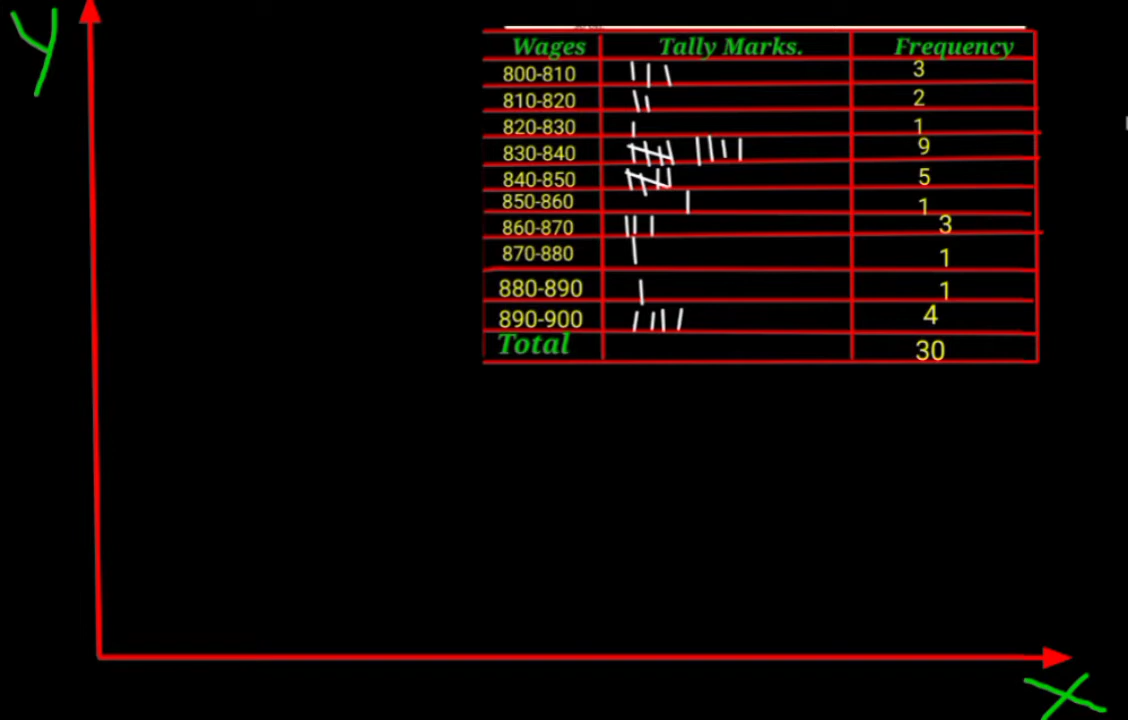 Y
Wages Tally Marks. Frequency
800-810 3
810-820 2
820-830 1
830-840 9
840-850 5
850-860 1
860-870 3
870-880 1
880-890 1
890-900 4
Total 30
X